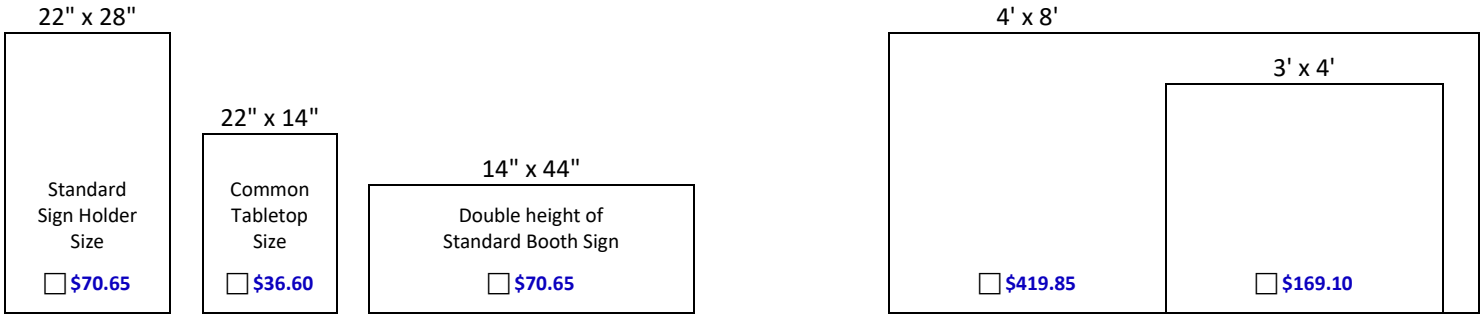 22" x 28"
Standard
Sign Holder
Size
$70.65
22" x 14"
Common
Tabletop
Size
$36.60
14" x 44"
Double height of
Standard Booth Sign
$70.65
4' x 8'
$419.85
3' x 4'
$169.10